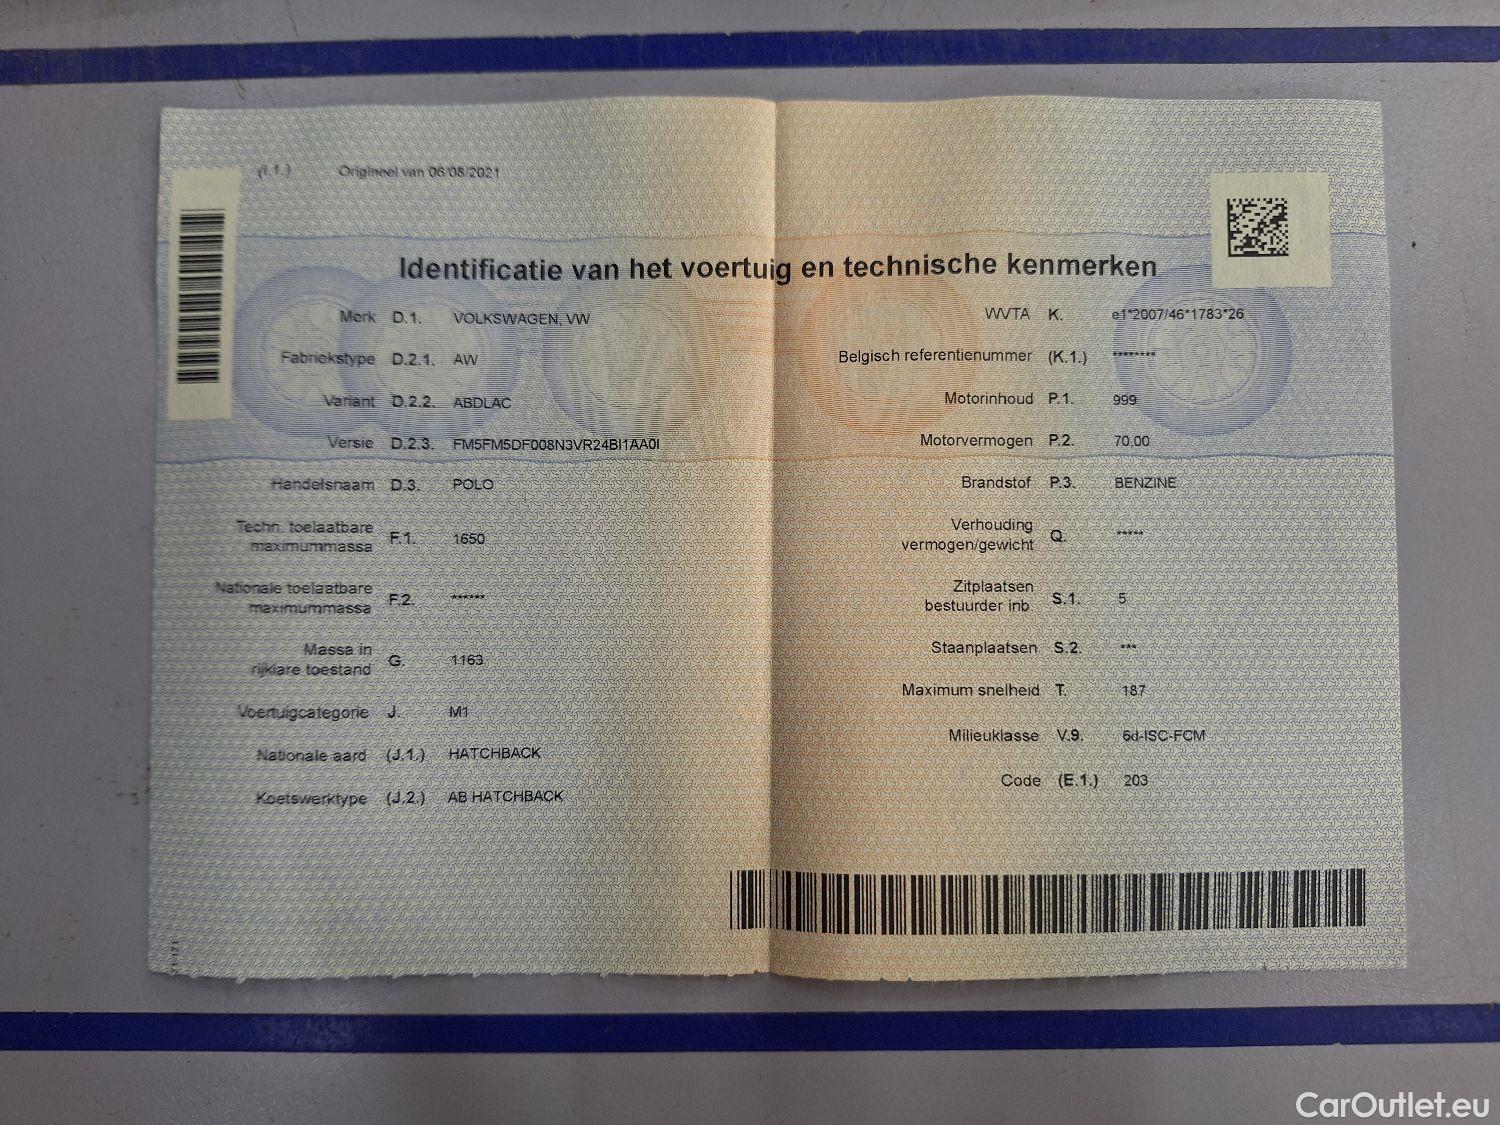 (I.1.) Origineel van 06/08/2021
Identificatie van het voertuig en technische kenmerken
Merk D.1. VOLKSWAGEN, VW
Fabriekstype D.2.1. AW
Variant D.2.2. ABDLAC
Versie D.2.3. FM5FM5DF008N3VR24BI1AA0I
Handelsnaam D.3. POLO
Techn. toelaatbare
maximummassa F.1. 1650
Nationale toelaatbare
maximummassa F.2. ******
Massa in
rijklare toestand G. 1163
Voertuigcategorie J. M1
Nationale aard (J.1.) HATCHBACK
Koetswerktype (J.2.) AB HATCHBACK
WVTA K. e1*2007/46*1783*26
Belgisch referentienummer (K.1.) ********
Motorinhoud P.1. 999
Motorvermogen P.2. 70,00
Brandstof P.3. BENZINE
Verhouding
vermogen/gewicht Q. *****
Zitplaatsen
bestuurder inb. S.1. 5
Staanplaatsen S.2. ***
Maximum snelheid T. 187
Milieuklasse V.9. 6d-ISC-FCM
Code (E.1.) 203
CarOutlet.eu